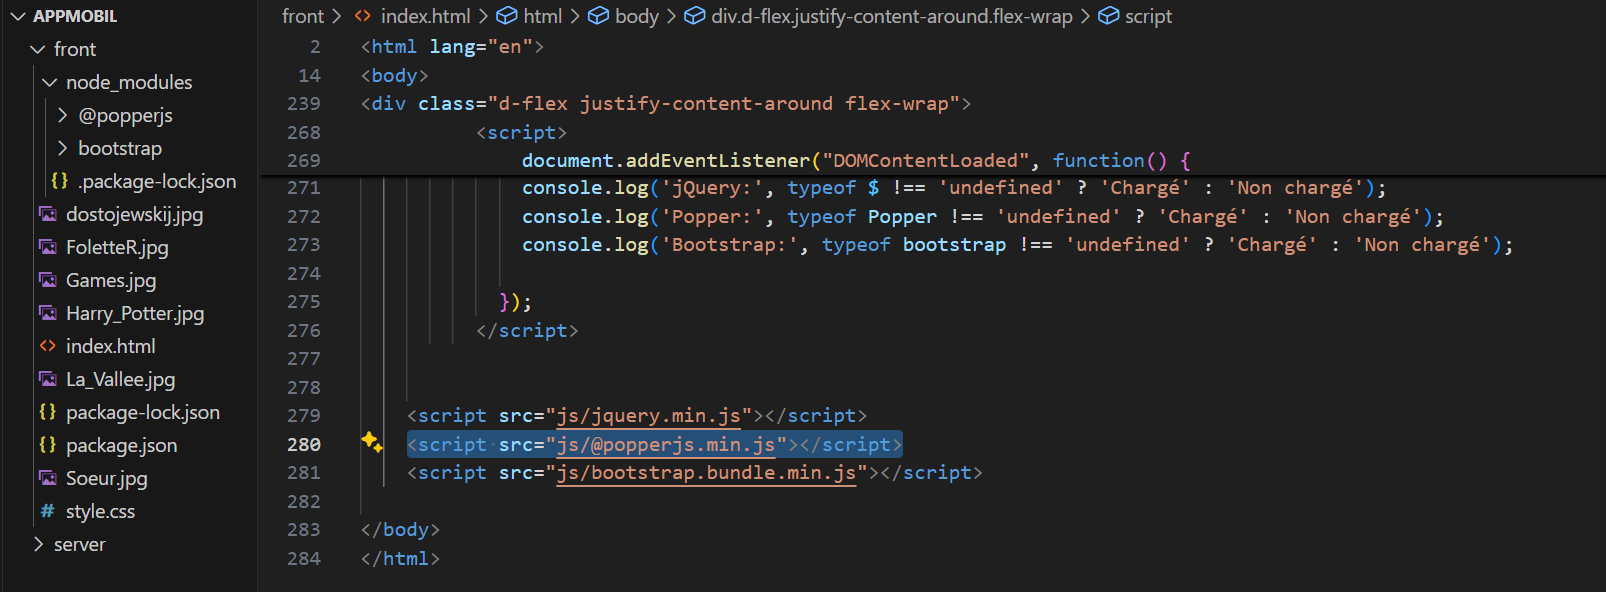 APPMOBIL
front
node_modules
@popperjs
bootstrap
{} .package-lock.json
dostojewskij.jpg
FoletteR.jpg
Games.jpg
Harry_Potter.jpg
<> index.html
La_Vallee.jpg
{} package-lock.json
{} package.json
Soeur.jpg
# style.css
server
front > <> index.html > html > body > div.d-flex.justify-content-around.flex-wrap > script
2 <html lang="en">
14 <body>
239 <div class="d-flex justify-content-around flex-wrap">
268 <script>
269 document.addEventListener("DOMContentLoaded", function() {
271 console.log('jQuery:', typeof $ !== 'undefined' ? 'Chargé' : 'Non chargé');
272 console.log('Popper:', typeof Popper !== 'undefined' ? 'Chargé' : 'Non chargé');
273 console.log('Bootstrap:', typeof bootstrap !== 'undefined' ? 'Chargé' : 'Non chargé');
274
275 });
276 </script>
277
278
279 <script src="js/jquery.min.js"></script>
280 <script src="js/@popperjs.min.js"></script>
281 <script src="js/bootstrap.bundle.min.js"></script>
282
283 </body>
284 </html>